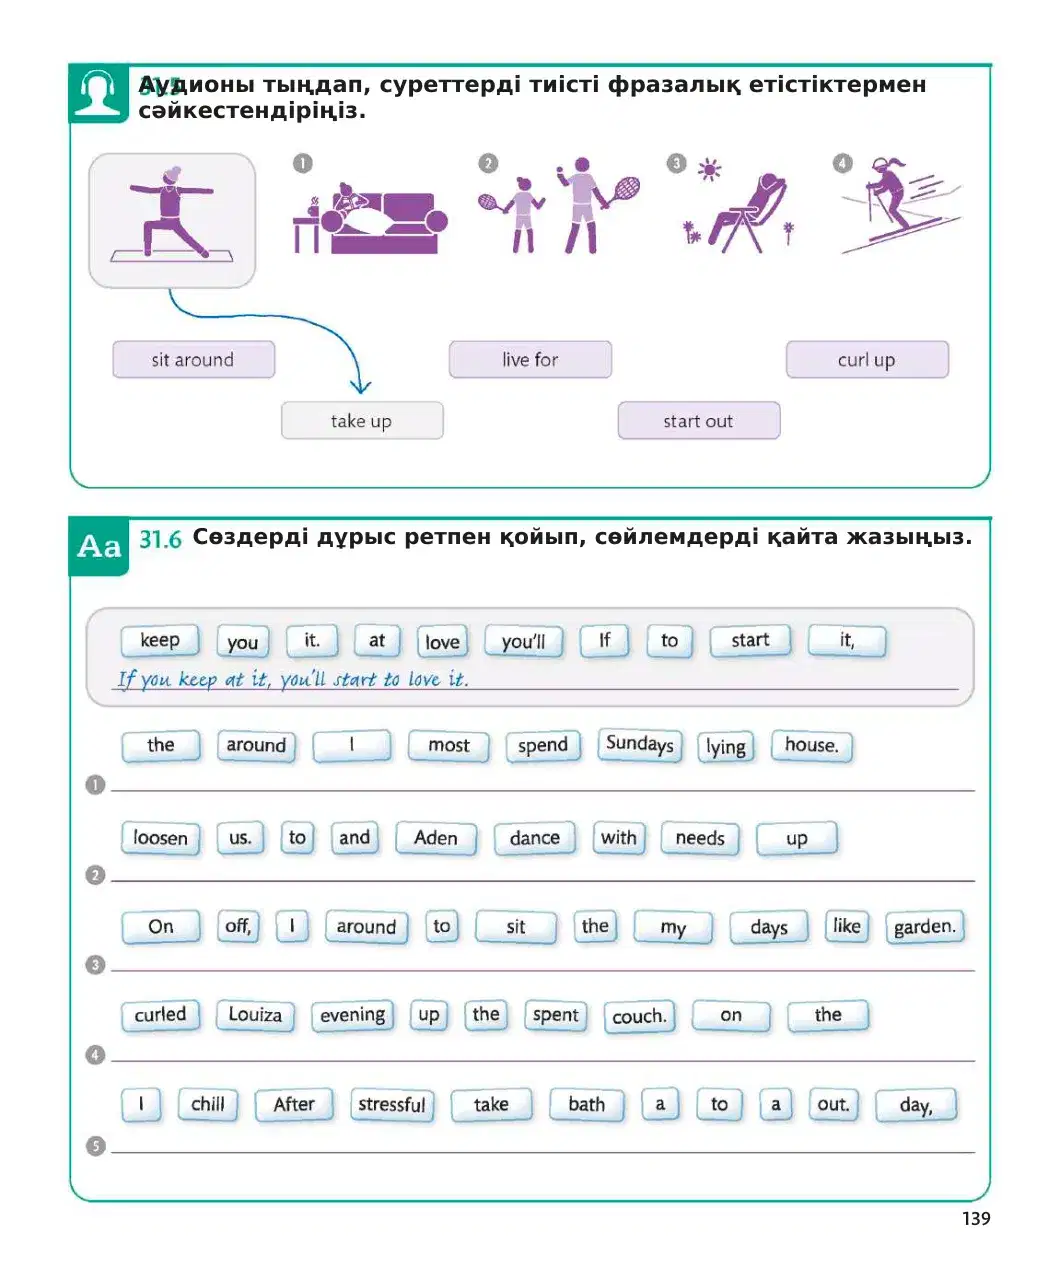 31.5 Аудионы тыңдап, суреттерді тиісті фразалық етістіктермен
сәйкестендіріңіз.
1 2 3 4
sit around live for curl up
take up start out
Aa 31.6 Сөздерді дұрыс ретпен қойып, сөйлемдерді қайта жазыңыз.
keep you it. at love you'll If to start it,
If you keep at it, you'll start to love it.
the around I most spend Sundays lying house.
1
loosen us. to and Aden dance with needs up
2
On off, I around to sit the my days like garden.
3
curled Louiza evening up the spent couch. on the
4
I chill After stressful take bath a to a out. day,
5
139